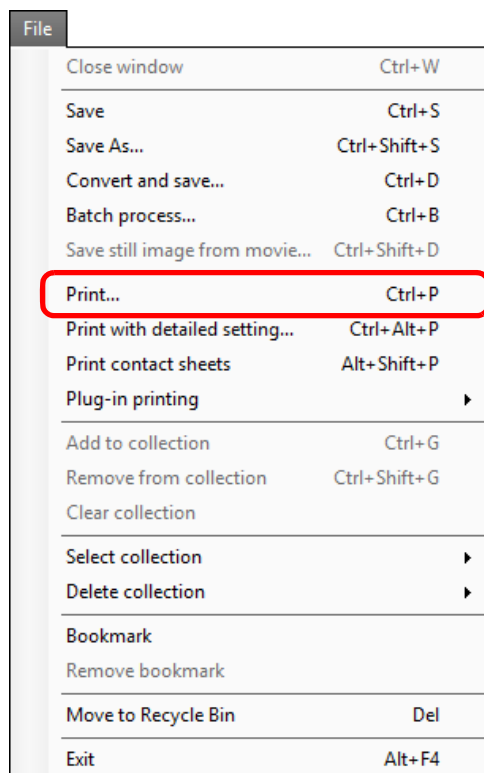 File
Close window Ctrl+W
Save Ctrl+S
Save As... Ctrl+Shift+S
Convert and save... Ctrl+D
Batch process... Ctrl+B
Save still image from movie... Ctrl+Shift+D
Print... Ctrl+P
Print with detailed setting... Ctrl+Alt+P
Print contact sheets Alt+Shift+P
Plug-in printing
Add to collection Ctrl+G
Remove from collection Ctrl+Shift+G
Clear collection
Select collection
Delete collection
Bookmark
Remove bookmark
Move to Recycle Bin Del
Exit Alt+F4